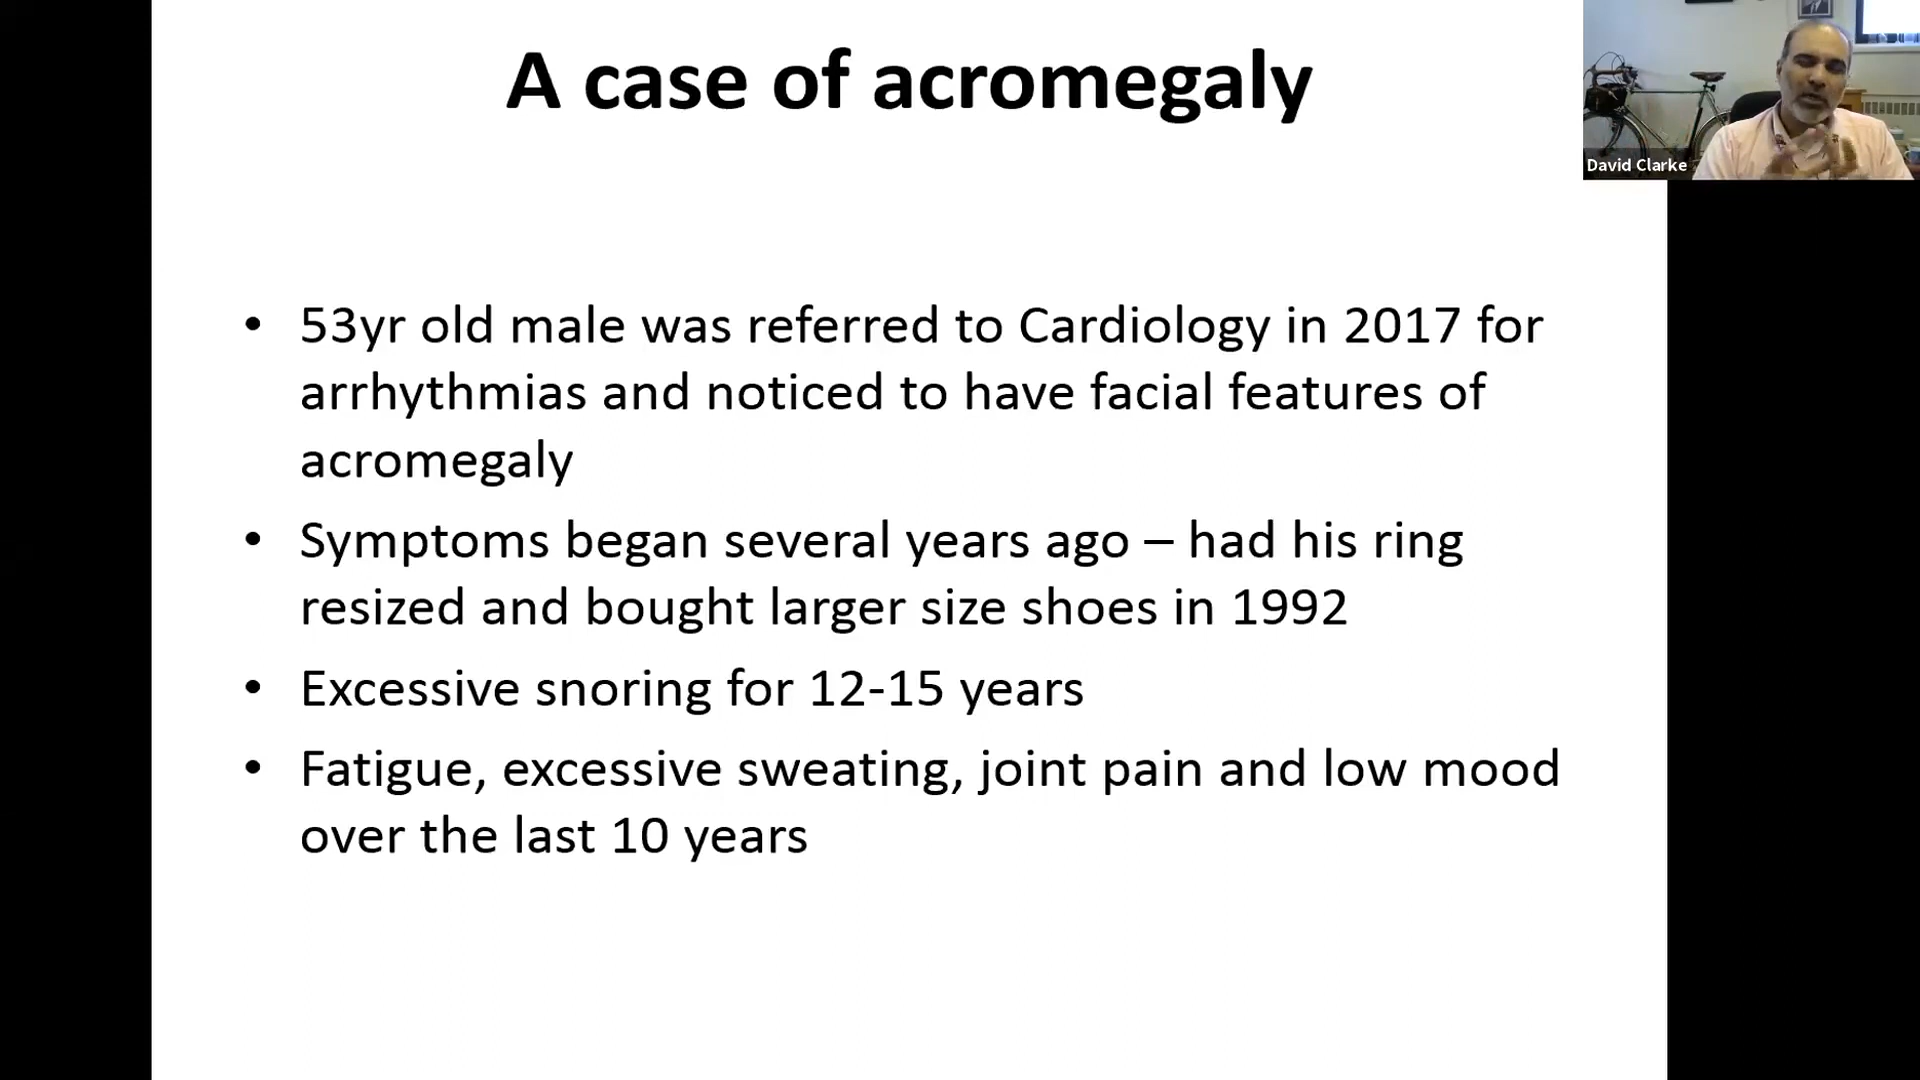 A case of acromegaly
David Clarke
• 53yr old male was referred to Cardiology in 2017 for
arrhythmias and noticed to have facial features of
acromegaly
• Symptoms began several years ago – had his ring
resized and bought larger size shoes in 1992
• Excessive snoring for 12-15 years
• Fatigue, excessive sweating, joint pain and low mood
over the last 10 years